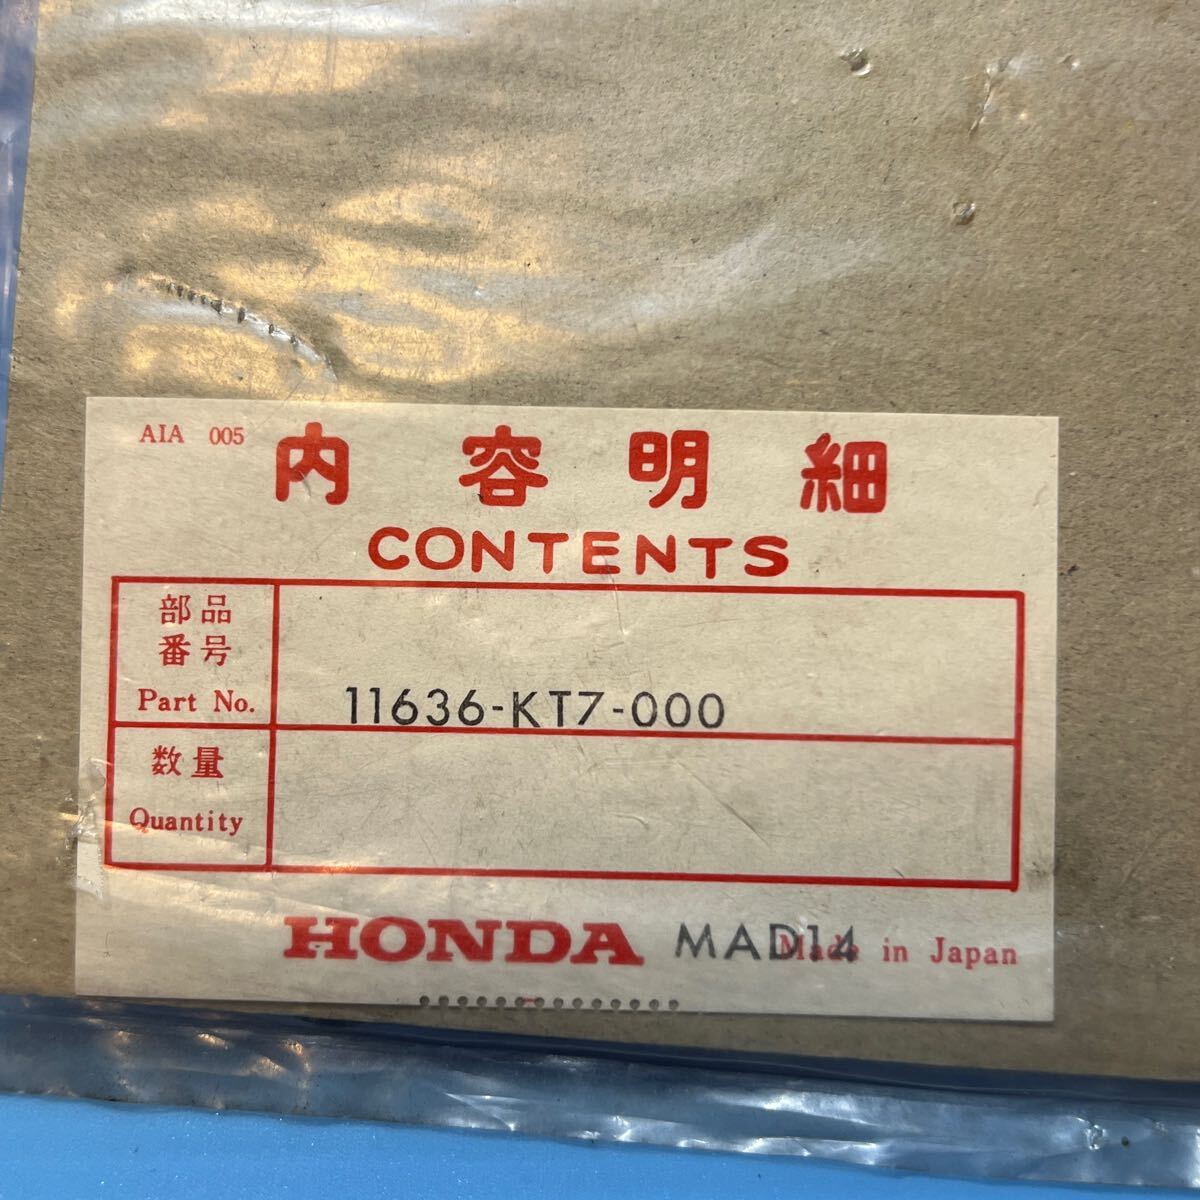 AIA 005
内容明細
CONTENTS
部品
番号
Part No.
11636-KT7-000
数量
Quantity
HONDA MAD14 Made in Japan